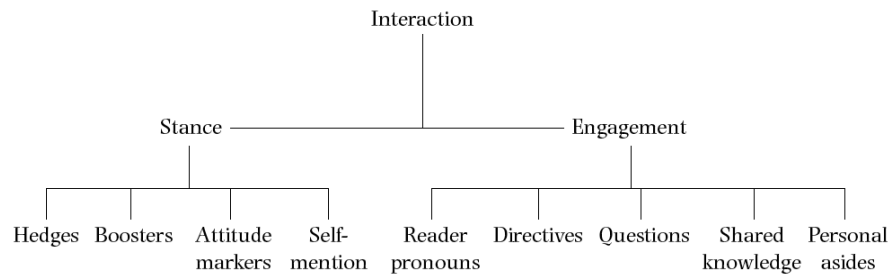 Interaction
Stance
Engagement
Hedges
Boosters
Attitude
markers
Self-
mention
Reader
pronouns
Directives
Questions
Shared
knowledge
Personal
asides